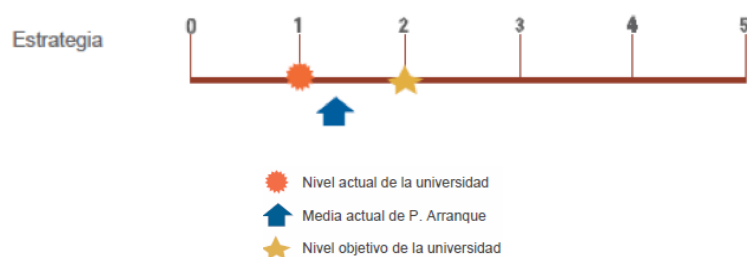 0 1 2 3 4 5
Estrategia
Nivel actual de la universidad
Media actual de P. Arranque
Nivel objetivo de la universidad